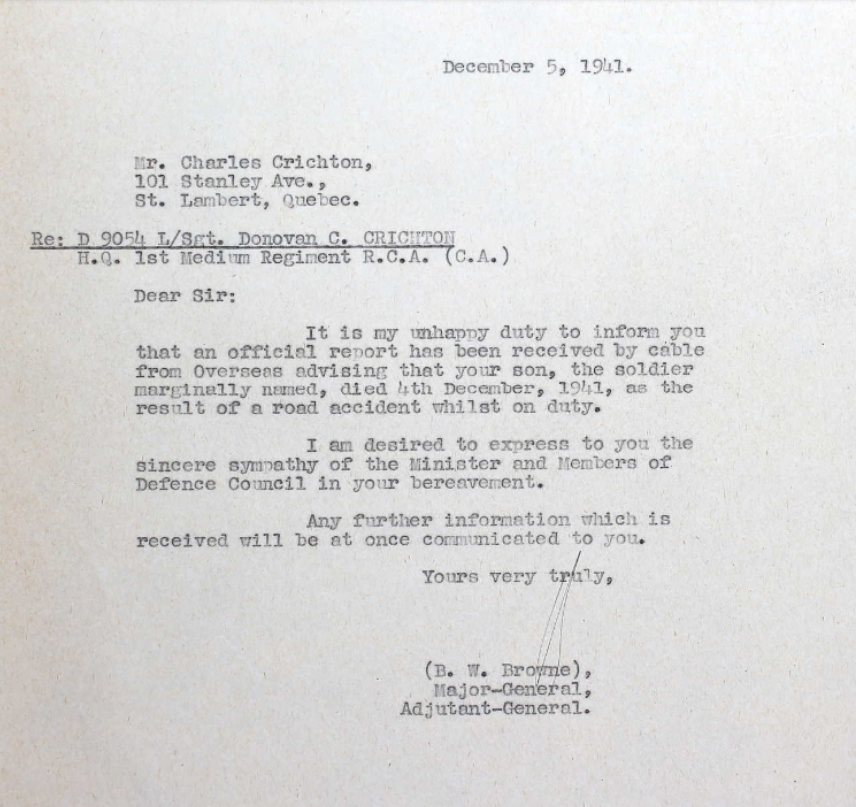 December 5, 1941.
Mr. Charles Crichton,
101 Stanley Ave.,
St. Lambert, Quebec.
Re: D 9054 L/Sgt. Donovan C. CRICHTON
H.Q. 1st Medium Regiment R.C.A. (C.A.)
Dear Sir:
It is my unhappy duty to inform you
that an official report has been received by cable
from Overseas advising that your son, the soldier
marginally named, died 4th December, 1941, as the
result of a road accident whilst on duty.
I am desired to express to you the
sincere sympathy of the Minister and Members of
Defence Council in your bereavement.
Any further information which is
received will be at once communicated to you.
Yours very truly,
(B. W. Browne),
Major-General,
Adjutant-General.